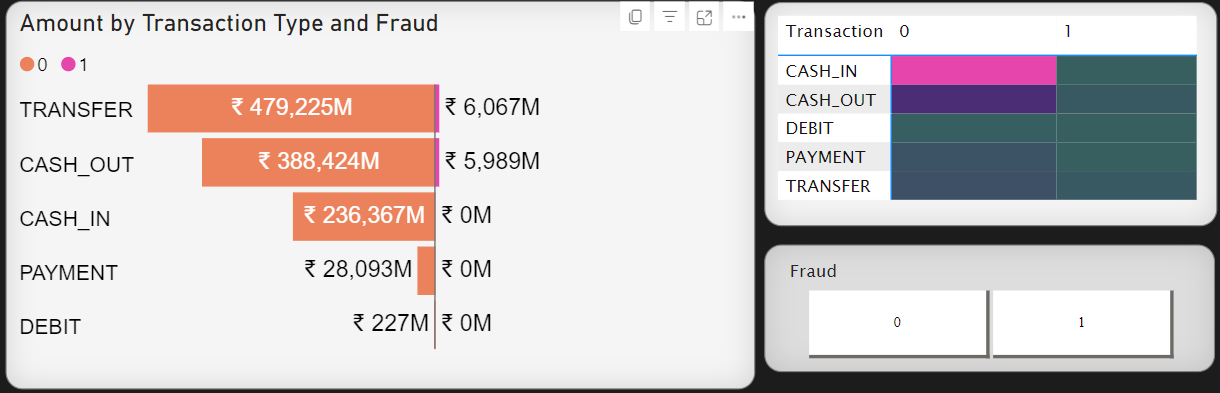 Amount by Transaction Type and Fraud
0 1
TRANSFER ₹ 479,225M ₹ 6,067M
CASH_OUT ₹ 388,424M ₹ 5,989M
CASH_IN ₹ 236,367M ₹ 0M
PAYMENT ₹ 28,093M ₹ 0M
DEBIT ₹ 227M ₹ 0M
Transaction 0 1
CASH_IN
CASH_OUT
DEBIT
PAYMENT
TRANSFER
Fraud
0 1